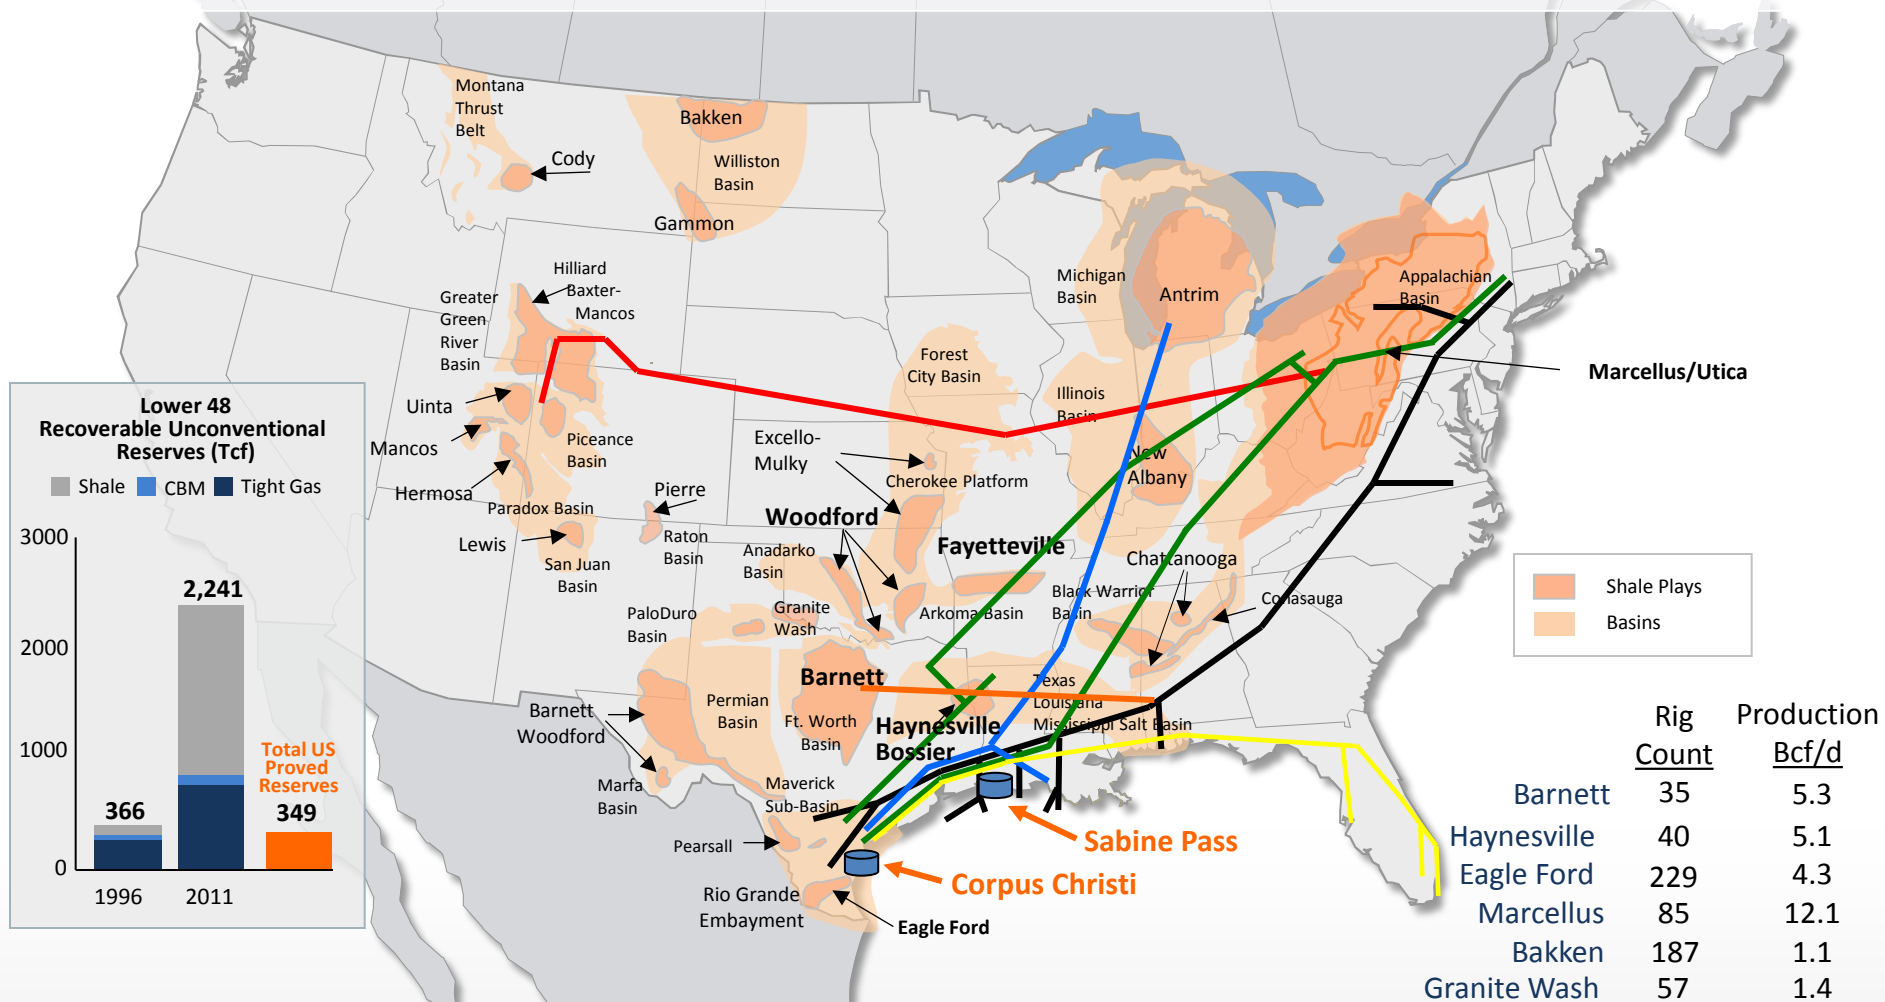 Montana
Thrust
Belt
Cody
Bakken
Williston
Basin
Gammon
Hilliard
Baxter-
Mancos
Greater
Green
River
Basin
Uinta
Mancos
Hermosa
Piceance
Basin
Paradox Basin
Lewis
San Juan
Basin
Pierre
Raton
Basin
Forest
City Basin
Excello-
Mulky
Cherokee Platform
Woodford
Anadarko
Basin
Fayetteville
Arkoma Basin
PaloDuro
Basin
Granite
Wash
Michigan
Basin
Antrim
Illinois
Basin
New
Albany
Appalachian
Basin
Marcellus/Utica
Chattanooga
Black Warrior
Basin
Conasauga
Barnett
Permian
Basin
Ft. Worth
Basin
Barnett
Woodford
Marfa
Basin
Haynesville
Bossier
Texas
Louisiana
Mississippi Salt Basin
Maverick
Sub-Basin
Pearsall
Rio Grande
Embayment
Eagle Ford
Sabine Pass
Corpus Christi
Lower 48
Recoverable Unconventional
Reserves (Tcf)
Shale CBM Tight Gas
3000
2000
1000
0
366
2,241
Total US
Proved
Reserves
349
1996 2011
Shale Plays
Basins
Rig Production
Count Bcf/d
Barnett 35 5.3
Haynesville 40 5.1
Eagle Ford 229 4.3
Marcellus 85 12.1
Bakken 187 1.1
Granite Wash 57 1.4